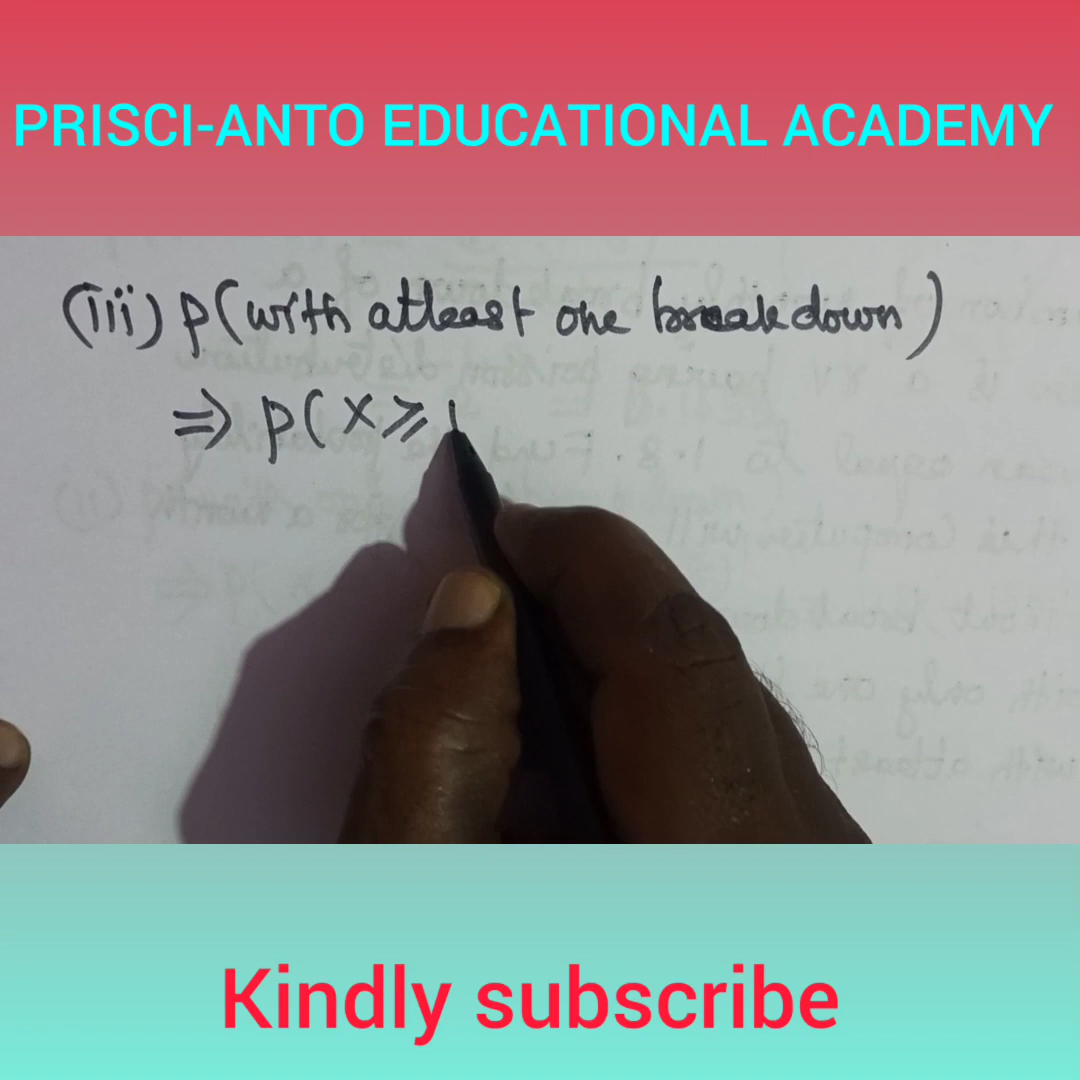 PRISCI-ANTO EDUCATIONAL ACADEMY
(iii) P(with atleast one breakdown)
⇒ P(X ≥ 1
Kindly subscribe